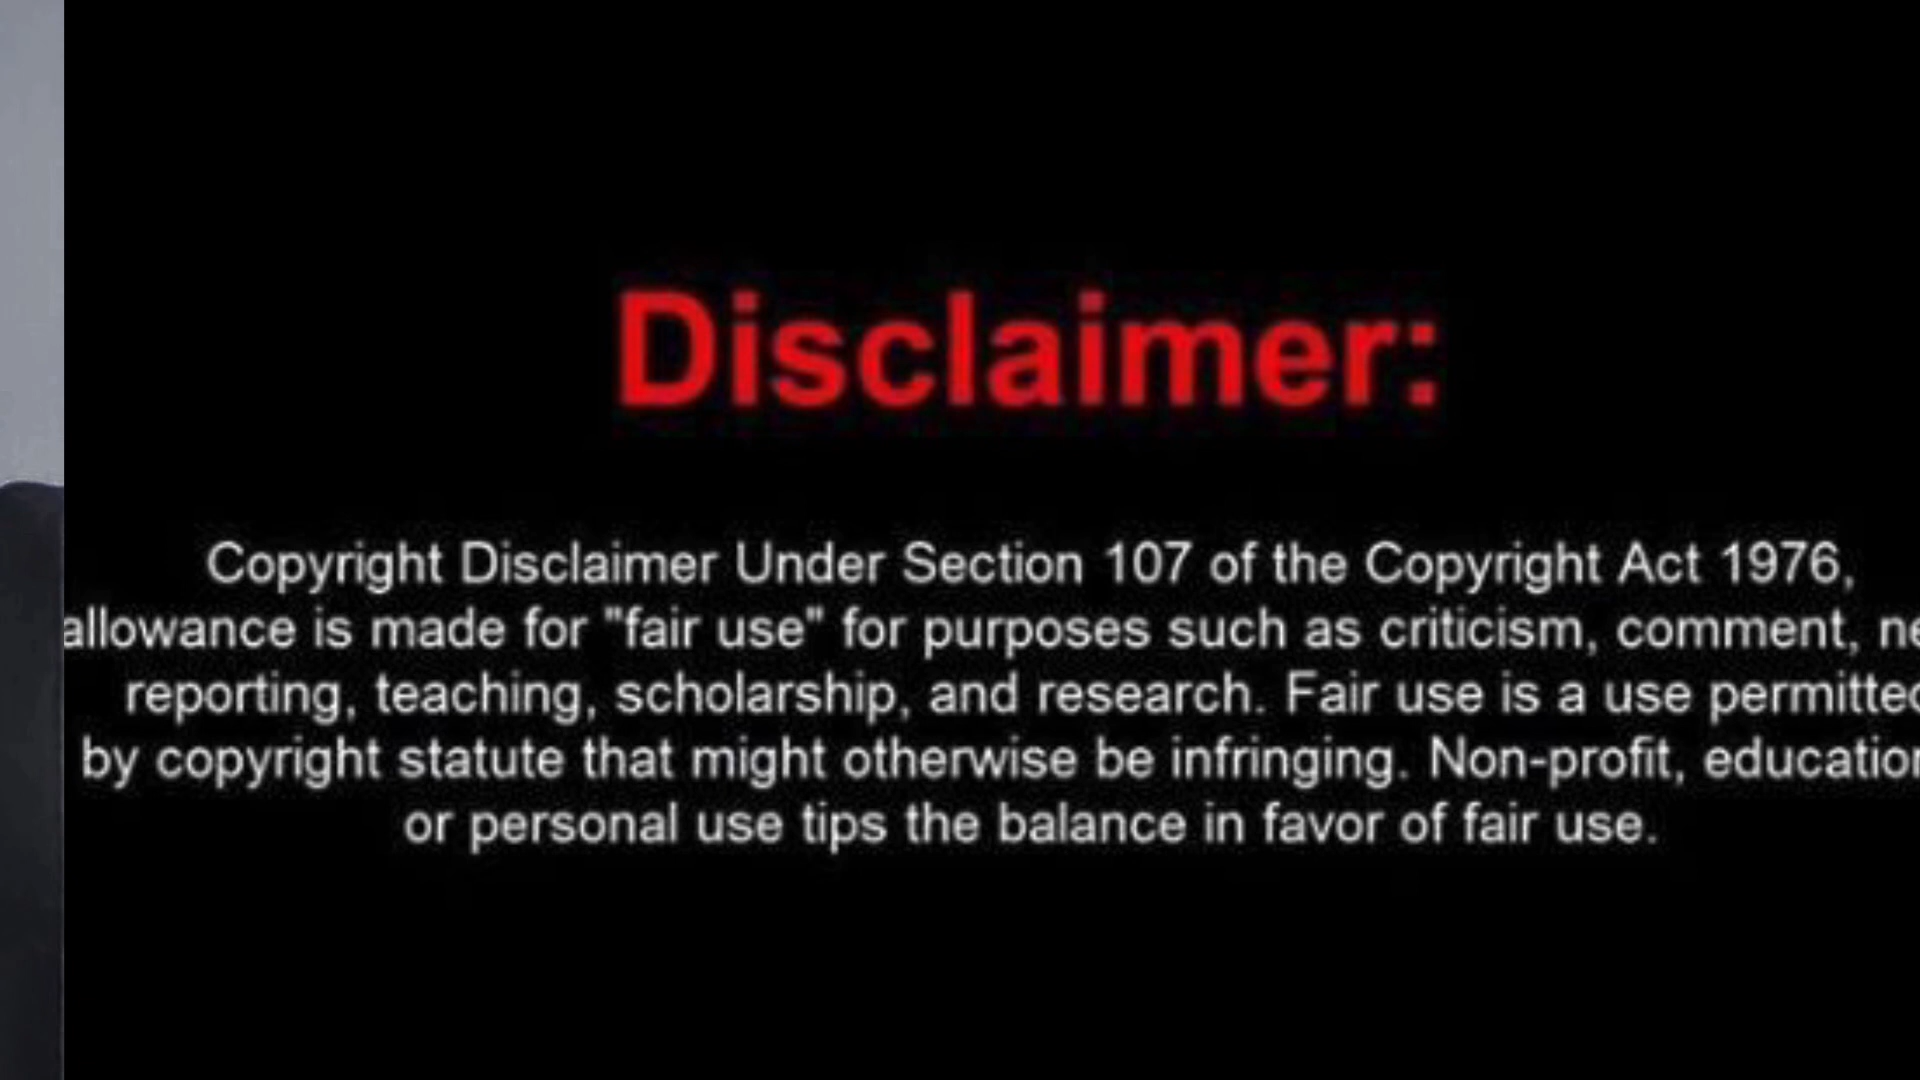 Disclaimer:
Copyright Disclaimer Under Section 107 of the Copyright Act 1976,
allowance is made for "fair use" for purposes such as criticism, comment,
reporting, teaching, scholarship, and research. Fair use is a use permitted
by copyright statute that might otherwise be infringing. Non-profit,
or personal use tips the balance in favor of fair use.